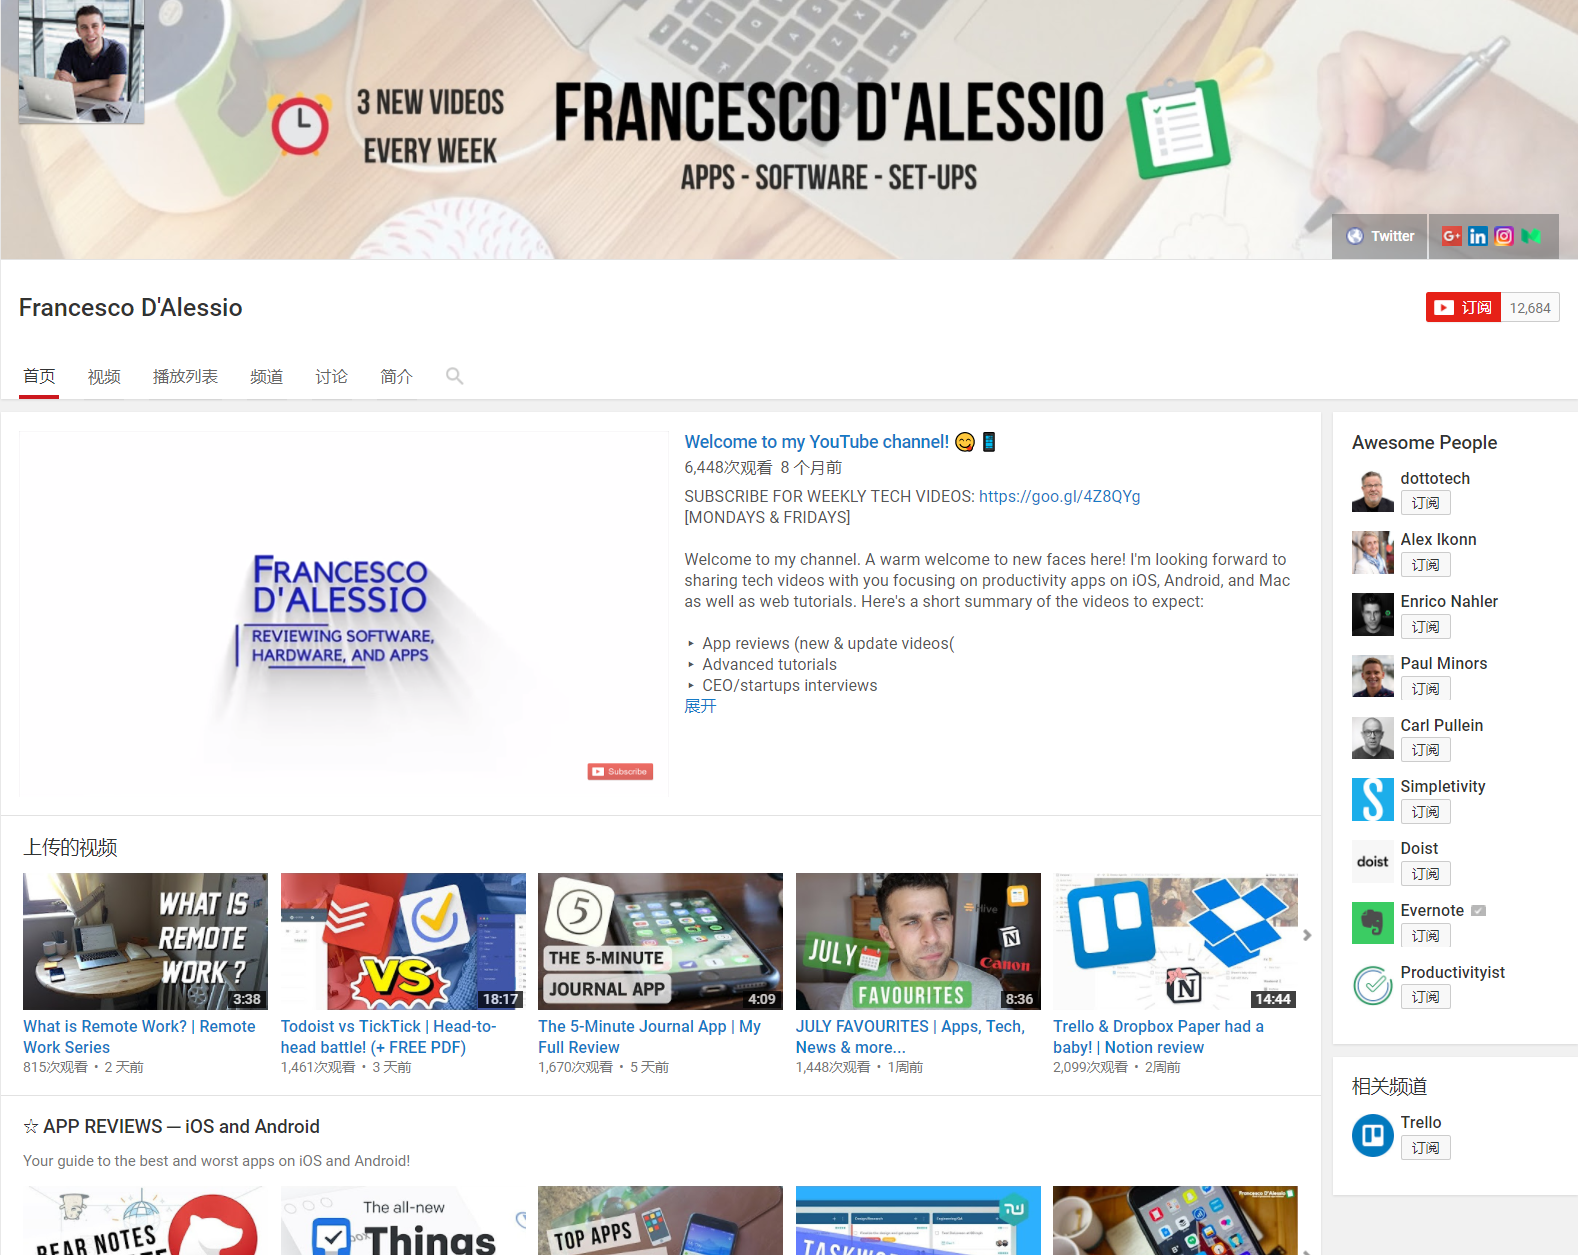 3 NEW VIDEOS
EVERY WEEK
FRANCESCO D'ALESSIO
APPS - SOFTWARE - SET-UPS
Twitter
G+
in
Francesco D'Alessio
订阅
12,684
首页
视频
播放列表
频道
讨论
简介
FRANCESCO
D'ALESSIO
REVIEWING SOFTWARE,
HARDWARE, AND APPS
Subscribe
Welcome to my YouTube channel! 😋📱
6,448次观看 8 个月前
SUBSCRIBE FOR WEEKLY TECH VIDEOS: https://goo.gl/4Z8QYg
[MONDAYS & FRIDAYS]
Welcome to my channel. A warm welcome to new faces here! I'm looking forward to
sharing tech videos with you focusing on productivity apps on iOS, Android, and Mac
as well as web tutorials. Here's a short summary of the videos to expect:
‣ App reviews (new & update videos(
‣ Advanced tutorials
‣ CEO/startups interviews
展开
Awesome People
dottotech
订阅
Alex Ikonn
订阅
Enrico Nahler
订阅
Paul Minors
订阅
Carl Pullein
订阅
S
Simpletivity
订阅
doist
Doist
订阅
Evernote
订阅
Productivityist
订阅
相关频道
Trello
订阅
上传的视频
WHAT IS
REMOTE
WORK?
3:38
What is Remote Work? | Remote
Work Series
815次观看 • 2 天前
VS
18:17
Todoist vs TickTick | Head-to-
head battle! (+ FREE PDF)
1,461次观看 • 3 天前
5
THE 5-MINUTE
JOURNAL APP
4:09
The 5-Minute Journal App | My
Full Review
1,670次观看 • 5 天前
Hive
N
Canon
JULY
FAVOURITES
8:36
JULY FAVOURITES | Apps, Tech,
News & more...
1,448次观看 • 1周前
N
14:44
Trello & Dropbox Paper had a
baby! | Notion review
2,099次观看 • 2周前
☆ APP REVIEWS — iOS and Android
Your guide to the best and worst apps on iOS and Android!
BEAR NOTES
The all-new
Things
TOP APPS
Francesco D'Alessio